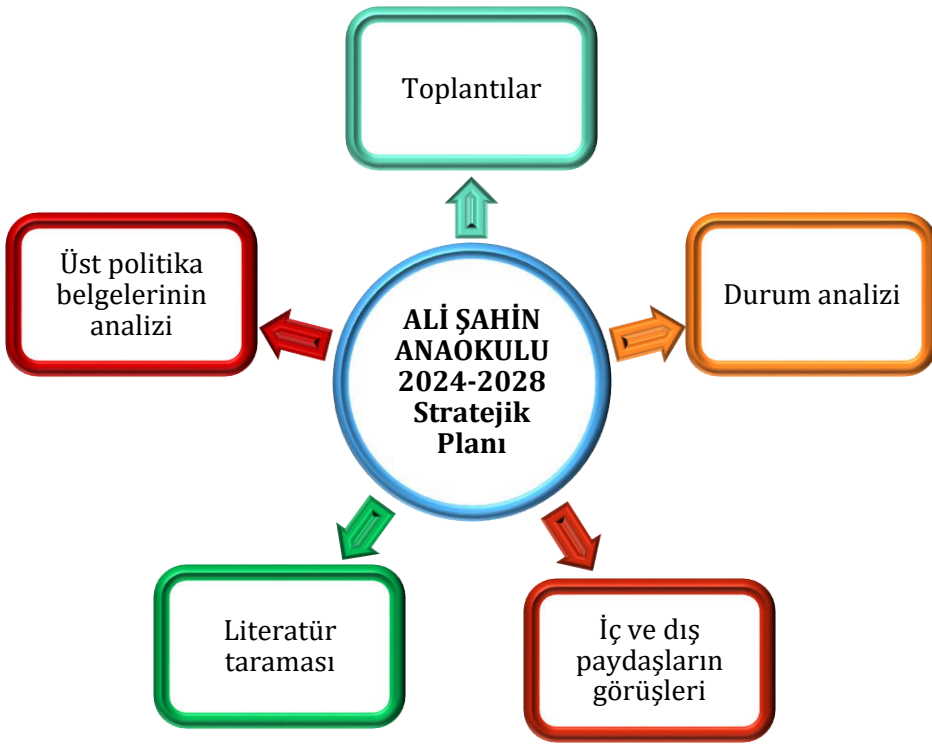 Toplantılar
Üst politika
belgelerinin
analizi
Durum analizi
ALİ ŞAHİN
ANAOKULU
2024-2028
Stratejik
Planı
Literatür
taraması
İç ve dış
paydaşların
görüşleri